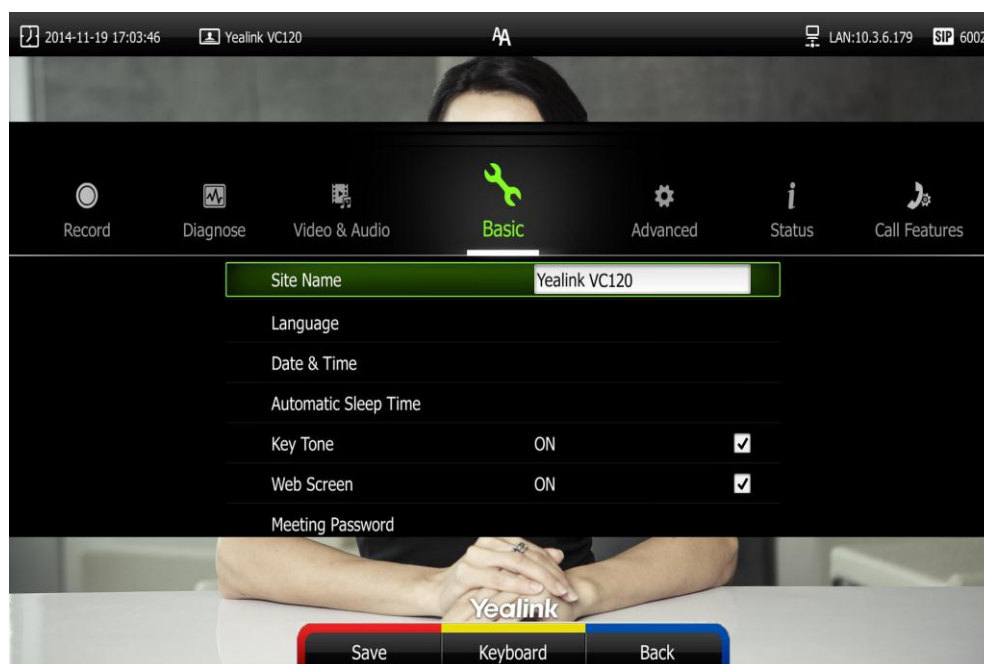 2014-11-19 17:03:46 Yealink VC120 AA LAN:10.3.6.179 SIP 6002
Record Diagnose Video & Audio Basic Advanced Status Call Features
Site Name Yealink VC120
Language
Date & Time
Automatic Sleep Time
Key Tone ON
Web Screen ON
Meeting Password
Yealink
Save Keyboard Back